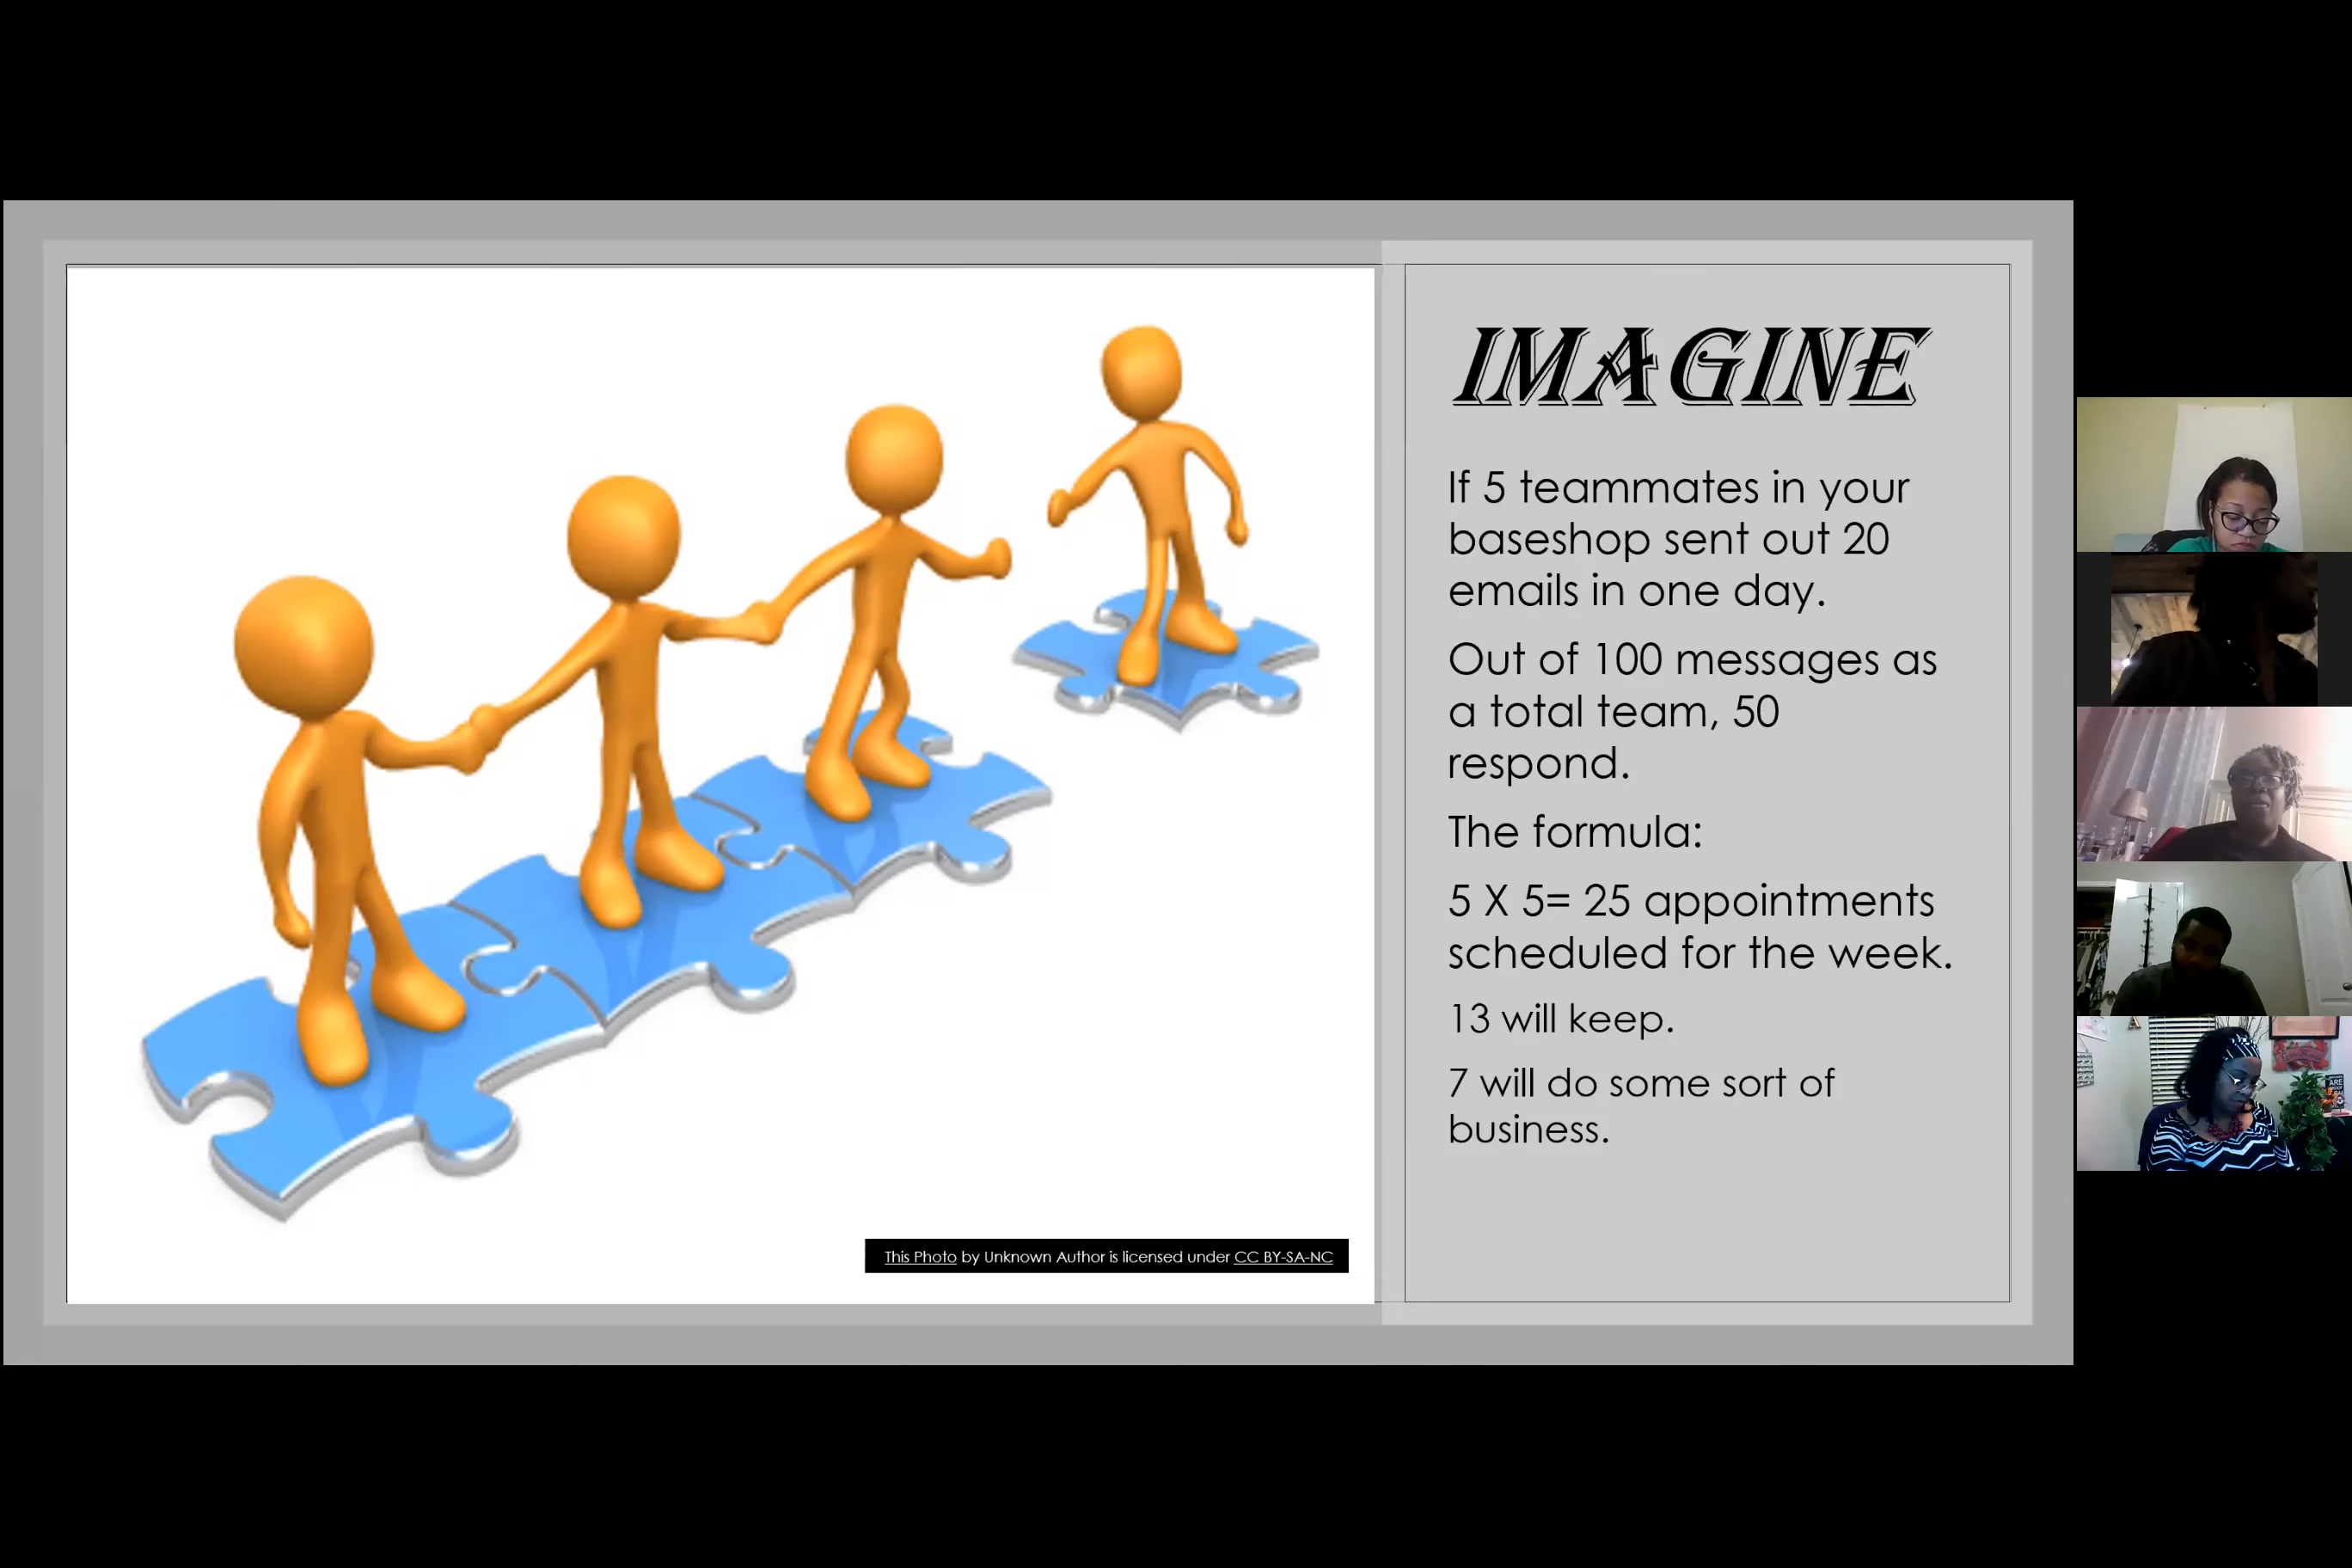 IMAGINE
If 5 teammates in your
baseshop sent out 20
emails in one day.
Out of 100 messages as
a total team, 50
respond.
The formula:
5 X 5= 25 appointments
scheduled for the week.
13 will keep.
7 will do some sort of
business.
This Photo by Unknown Author is licensed under CC BY-SA-NC